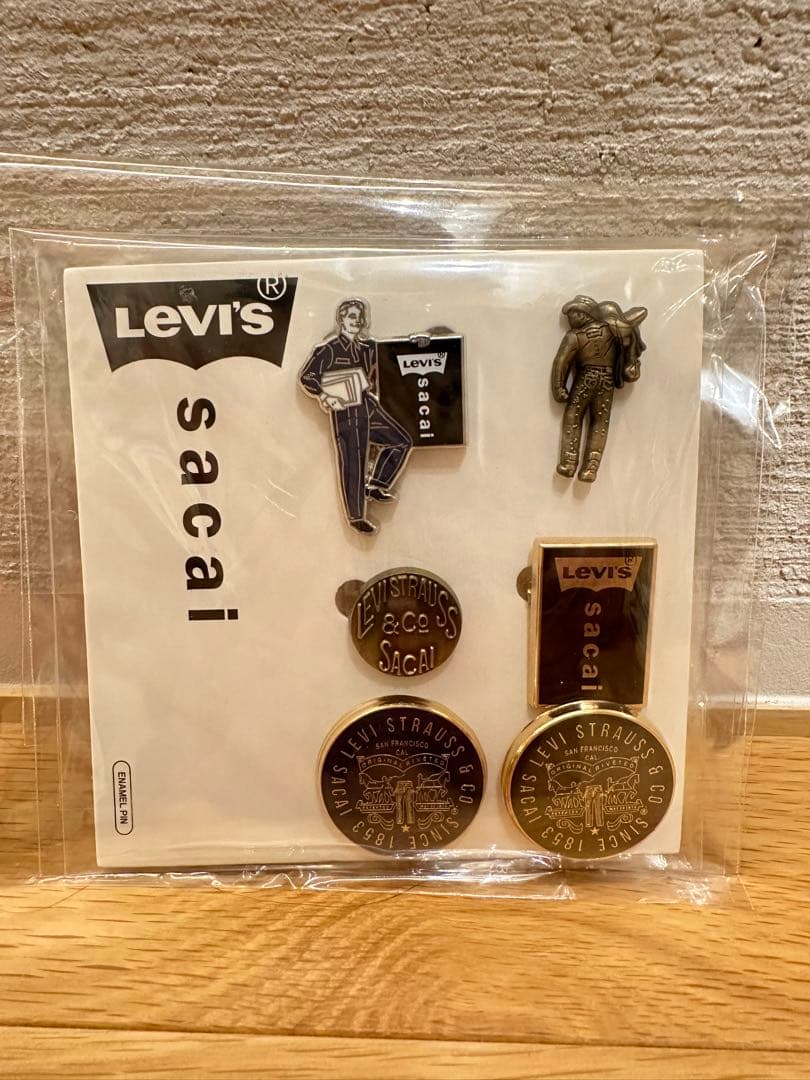 LEVI'S®
sacai
LEVI'S®
sacai
LEVI STRAUSS
& CO
SACAI
LEVI'S®
sacai
ENAMEL PIN
SACAI LEVI STRAUSS & CO SINCE 1853
SAN FRANCISCO
CAL
ORIGINAL RIVETED
SACAI LEVI STRAUSS & CO SINCE 1853
SAN FRANCISCO
CAL
ORIGINAL RIVETED